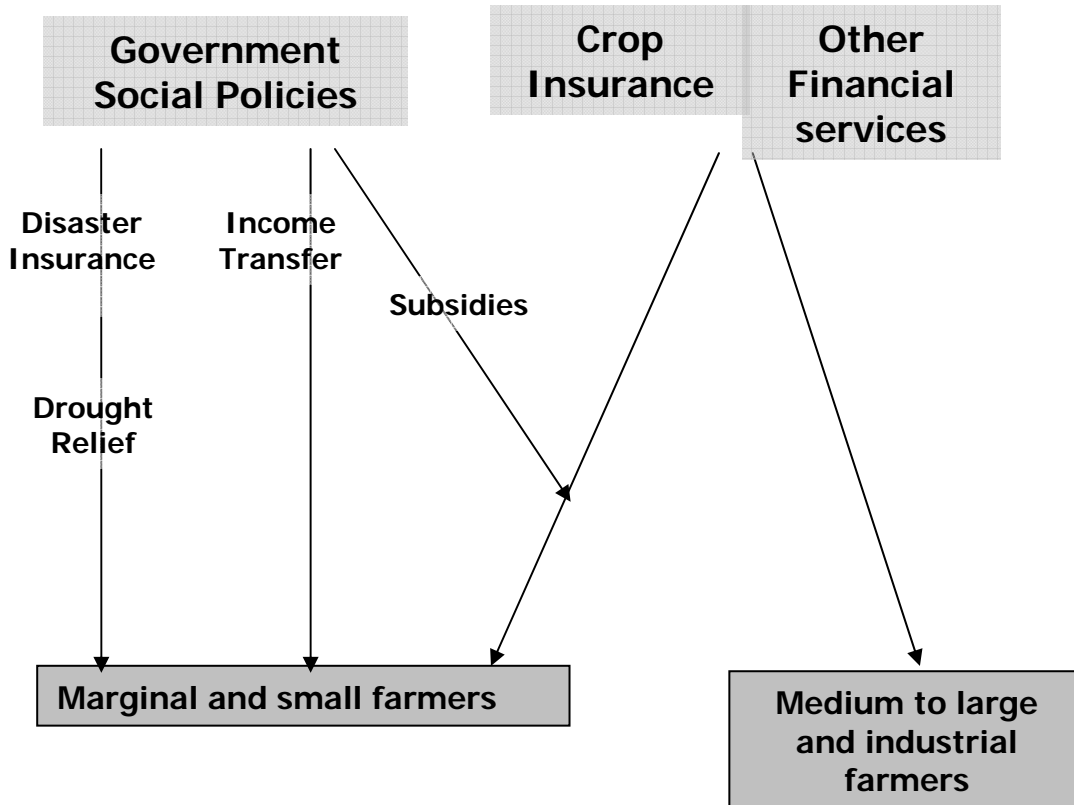 Government
Social Policies
Crop
Insurance
Other
Financial
services
Disaster
Insurance
Income
Transfer
Subsidies
Drought
Relief
Marginal and small farmers
Medium to large
and industrial
farmers